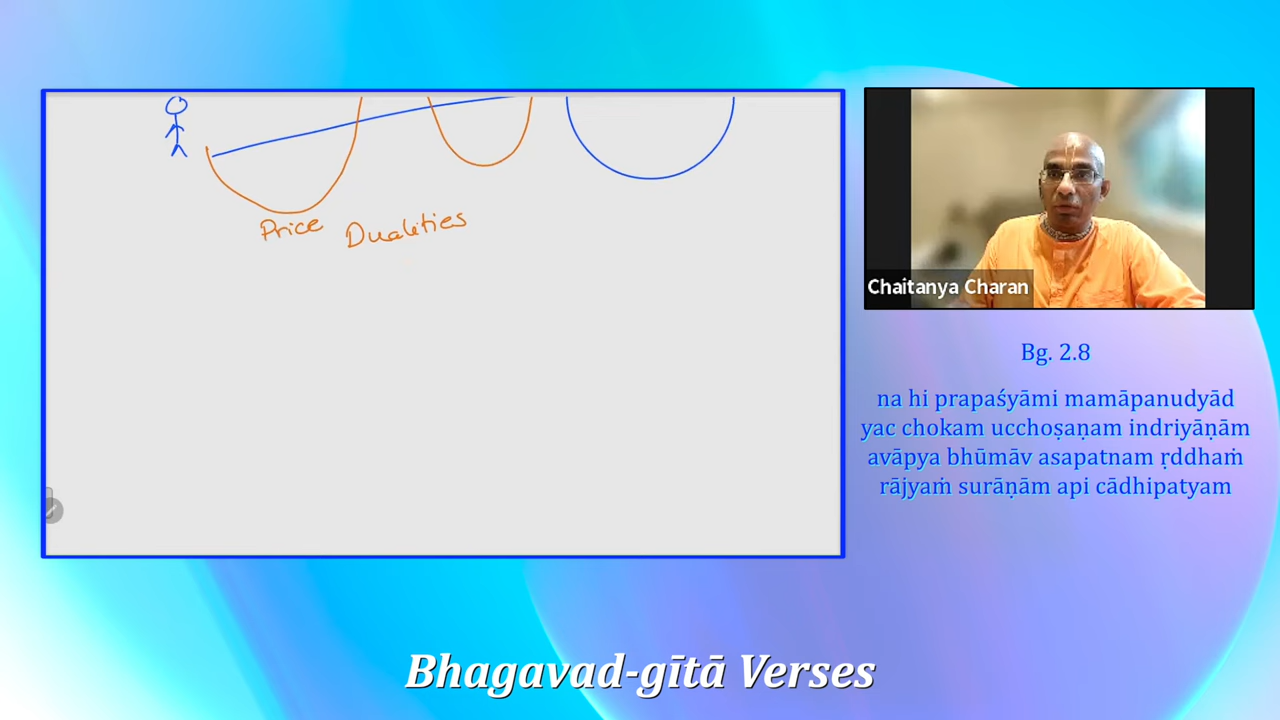 Price Dualities
Chaitanya Charan
Bg. 2.8
na hi prapaśyāmi mamāpanudyād
yac chokam ucchoṣaṇam indriyāṇām
avāpya bhūmāv asapatnam ṛddhaṁ
rājyaṁ surāṇām api cādhipatyam
Bhagavad-gītā Verses